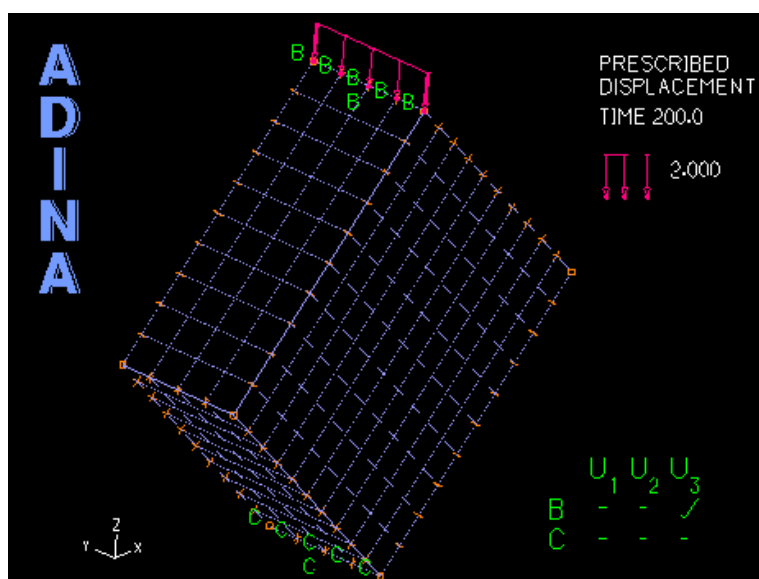 ADINA
PRESCRIBED
DISPLACEMENT
TIME 200.0
2.000
B
B
B
B
B
B
C
C
C
C
C
C
Z
Y X
U1 U2 U3
B - - ✓
C - - -